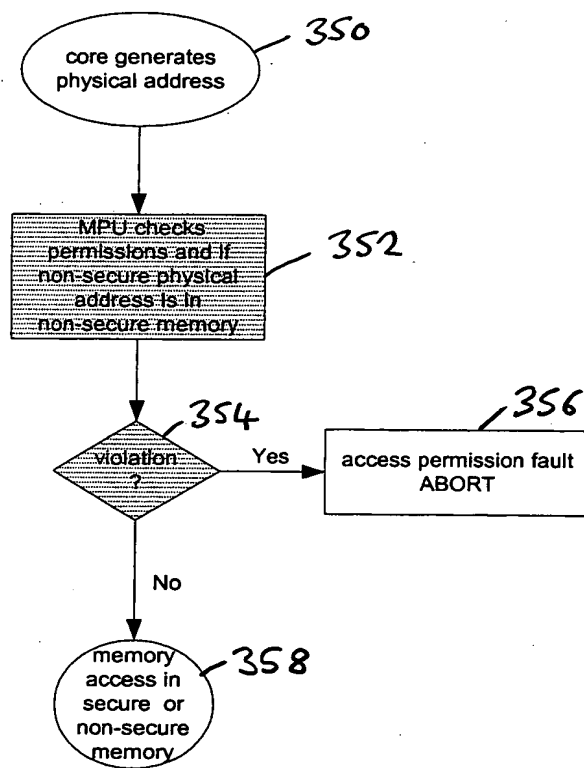 350
core generates
physical address
MPU checks
permissions and if
non-secure physical
address is in
non-secure memory
352
354
violation
?
Yes
356
access permission fault
ABORT
No
memory
access in
secure or
non-secure
memory
358